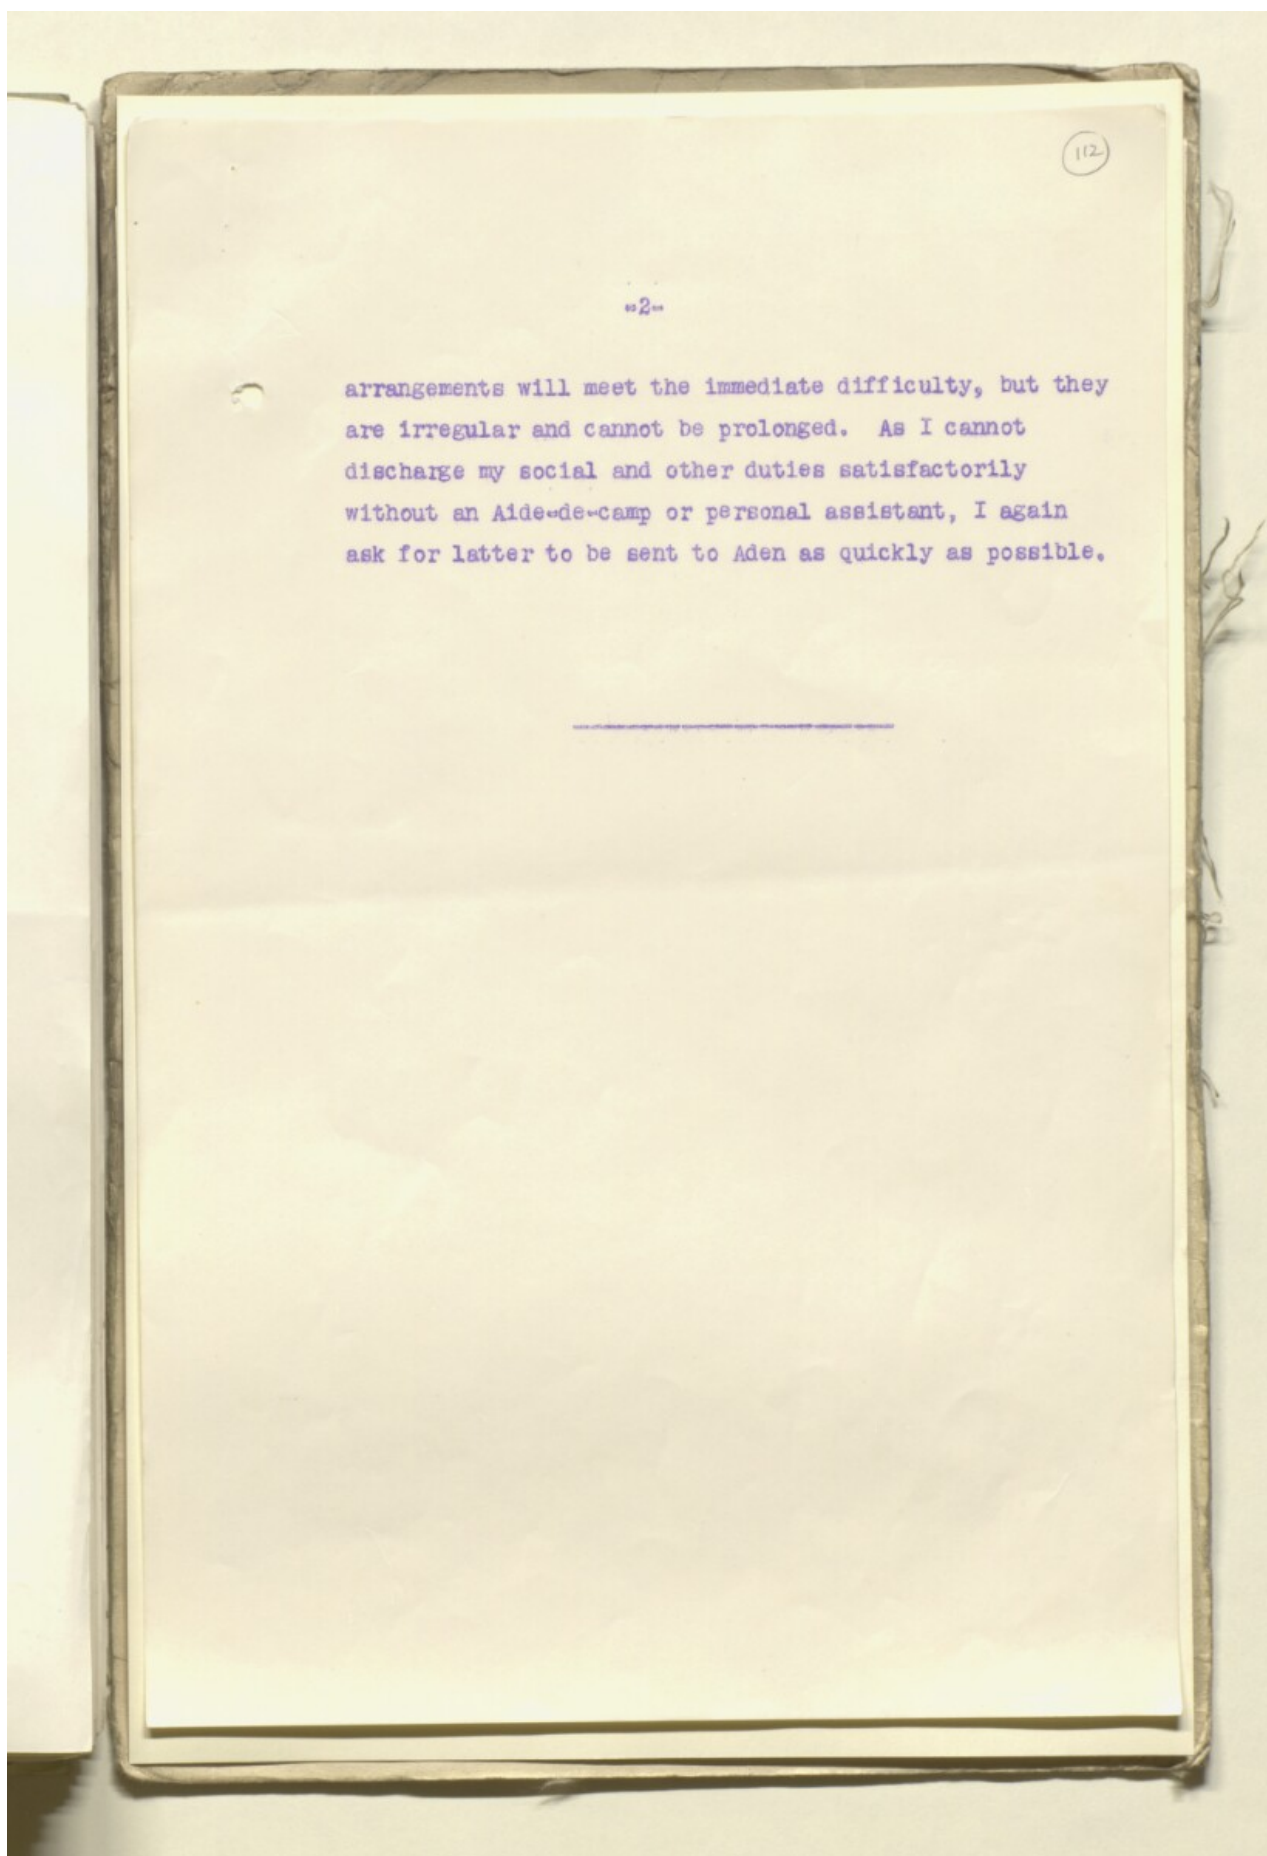 112
-2-
arrangements will meet the immediate difficulty, but they
are irregular and cannot be prolonged. As I cannot
discharge my social and other duties satisfactorily
without an Aide-de-camp or personal assistant, I again
ask for latter to be sent to Aden as quickly as possible.